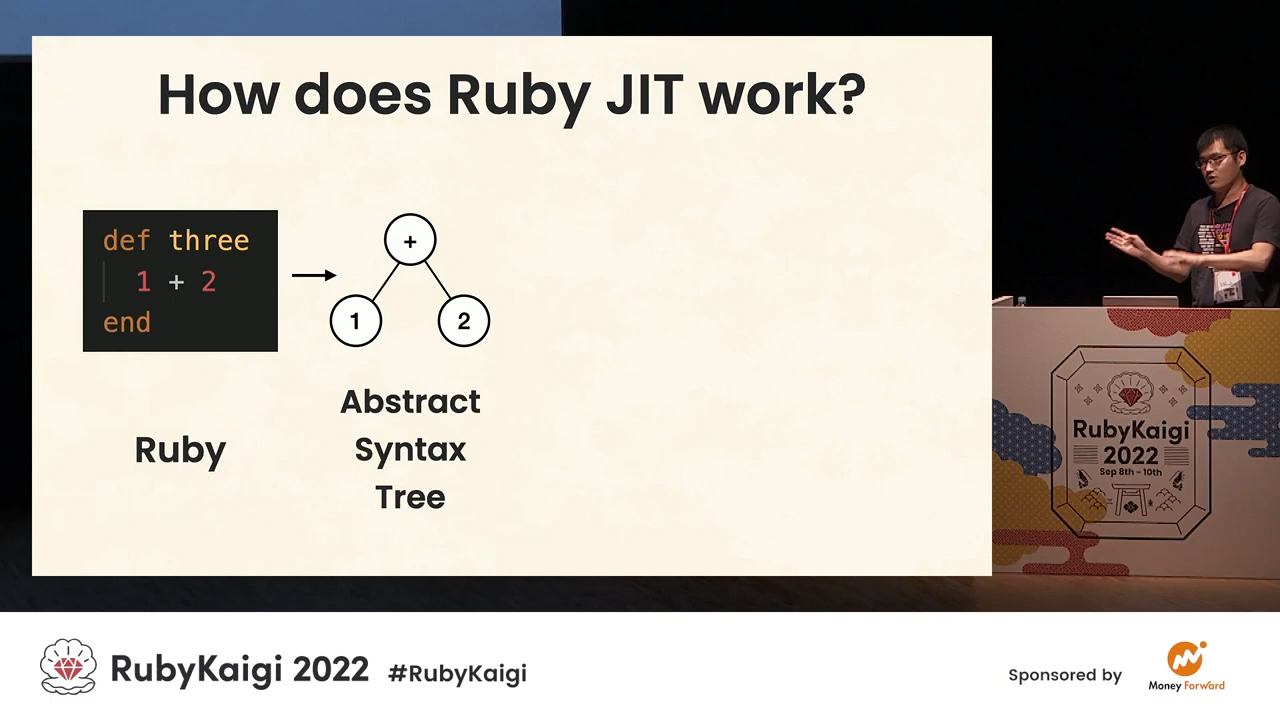 How does Ruby JIT work?
def three
1 + 2
end
+
1
2
Ruby
Abstract
Syntax
Tree
RubyKaigi
2022
Sep 8th - 10th
RubyKaigi 2022 #RubyKaigi
Sponsored by
Money Forward